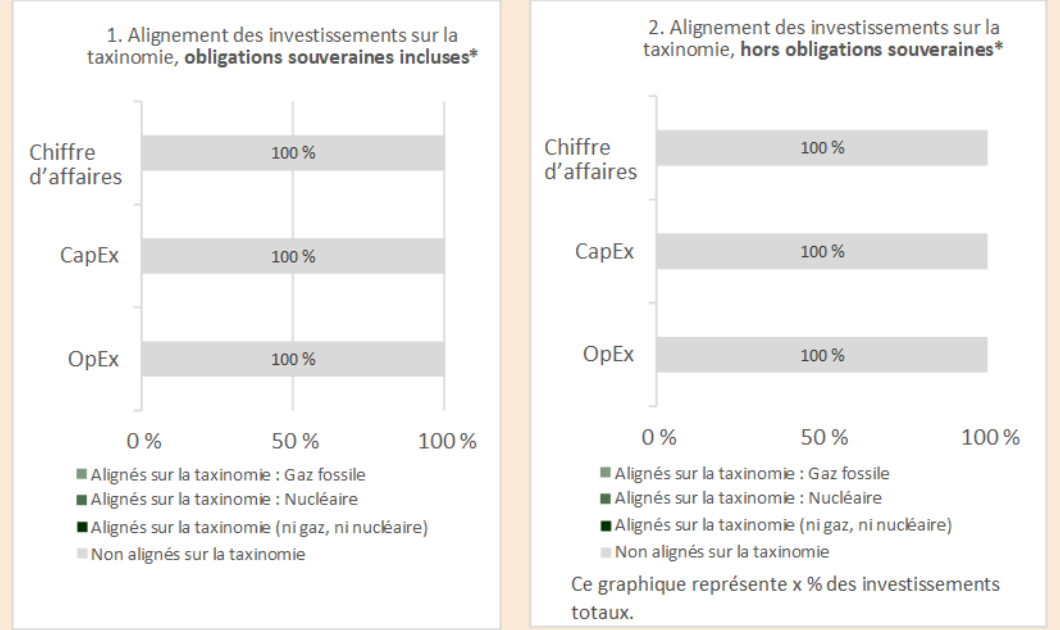 1. Alignement des investissements sur la
taxinomie, obligations souveraines incluses*
Chiffre
d’affaires
100 %
CapEx
100 %
OpEx
100 %
0 %
50 %
100 %
Alignés sur la taxinomie : Gaz fossile
Alignés sur la taxinomie : Nucléaire
Alignés sur la taxinomie (ni gaz, ni nucléaire)
Non alignés sur la taxinomie
2. Alignement des investissements sur la
taxinomie, hors obligations souveraines*
Chiffre
d’affaires
100 %
CapEx
100 %
OpEx
100 %
0 %
50 %
100 %
Alignés sur la taxinomie : Gaz fossile
Alignés sur la taxinomie : Nucléaire
Alignés sur la taxinomie (ni gaz, ni nucléaire)
Non alignés sur la taxinomie
Ce graphique représente x % des investissements
totaux.